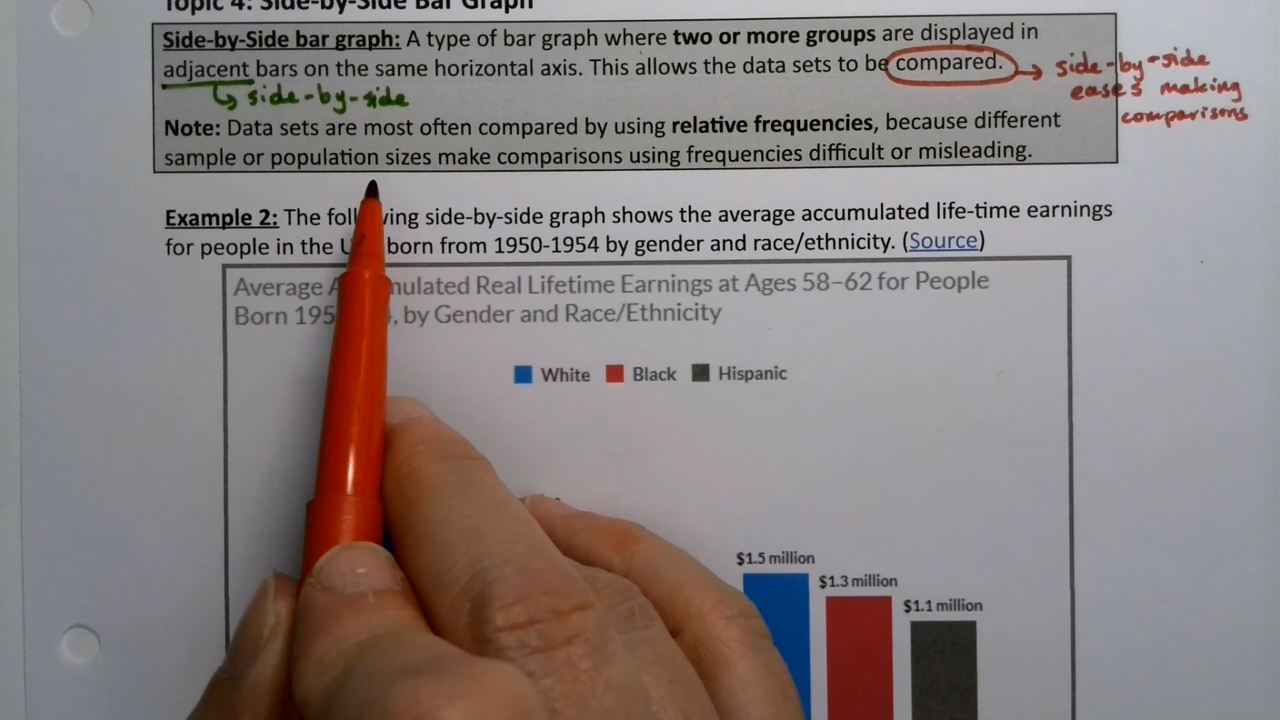 Topic 4: Side-by-Side Bar Graph
Side-by-Side bar graph: A type of bar graph where two or more groups are displayed in
adjacent bars on the same horizontal axis. This allows the data sets to be compared.
side-by-side
eases making
comparisons
side-by-side
Note: Data sets are most often compared by using relative frequencies, because different
sample or population sizes make comparisons using frequencies difficult or misleading.
Example 2: The following side-by-side graph shows the average accumulated life-time earnings
for people in the born from 1950-1954 by gender and race/ethnicity. (Source)
Average Real Lifetime Earnings at Ages 58–62 for People
Born by Gender and Race/Ethnicity
White Black Hispanic
$1.5 million
$1.3 million
$1.1 million